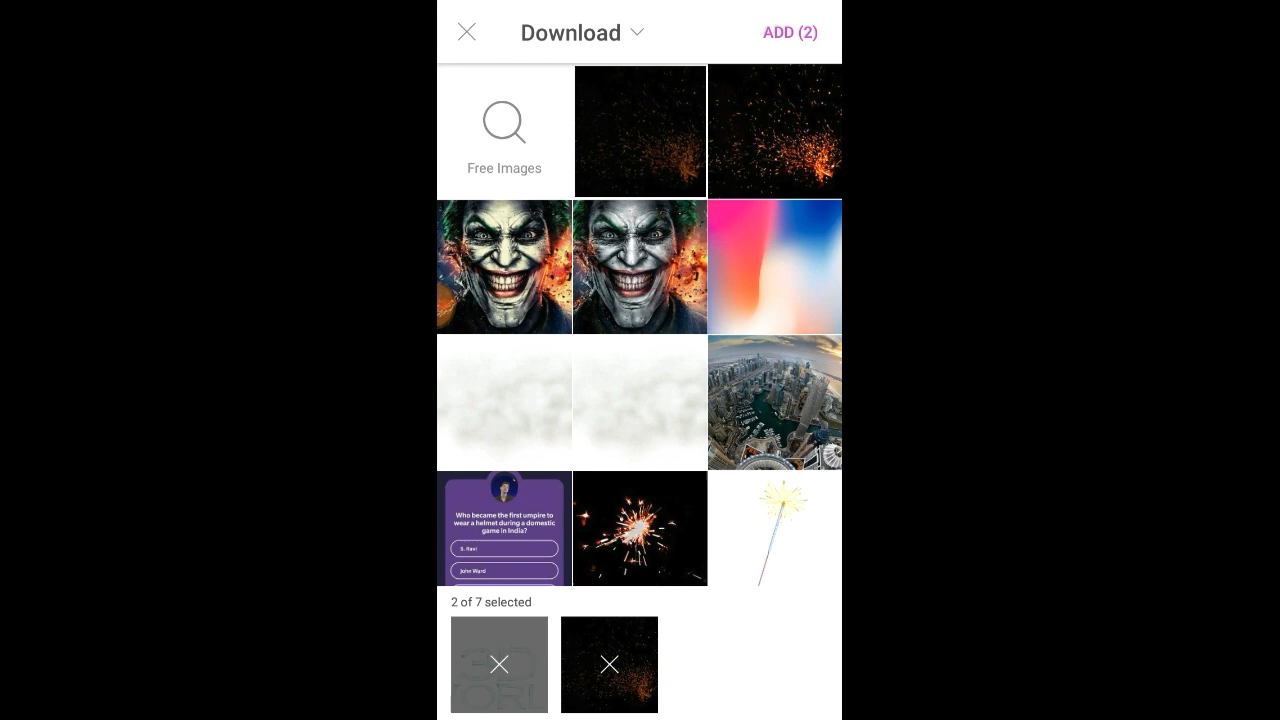 Download
ADD (2)
Free Images
Who became the first umpire to
wear a helmet during a domestic
game in India?
S. Ravi
John Ward
2 of 7 selected
3D